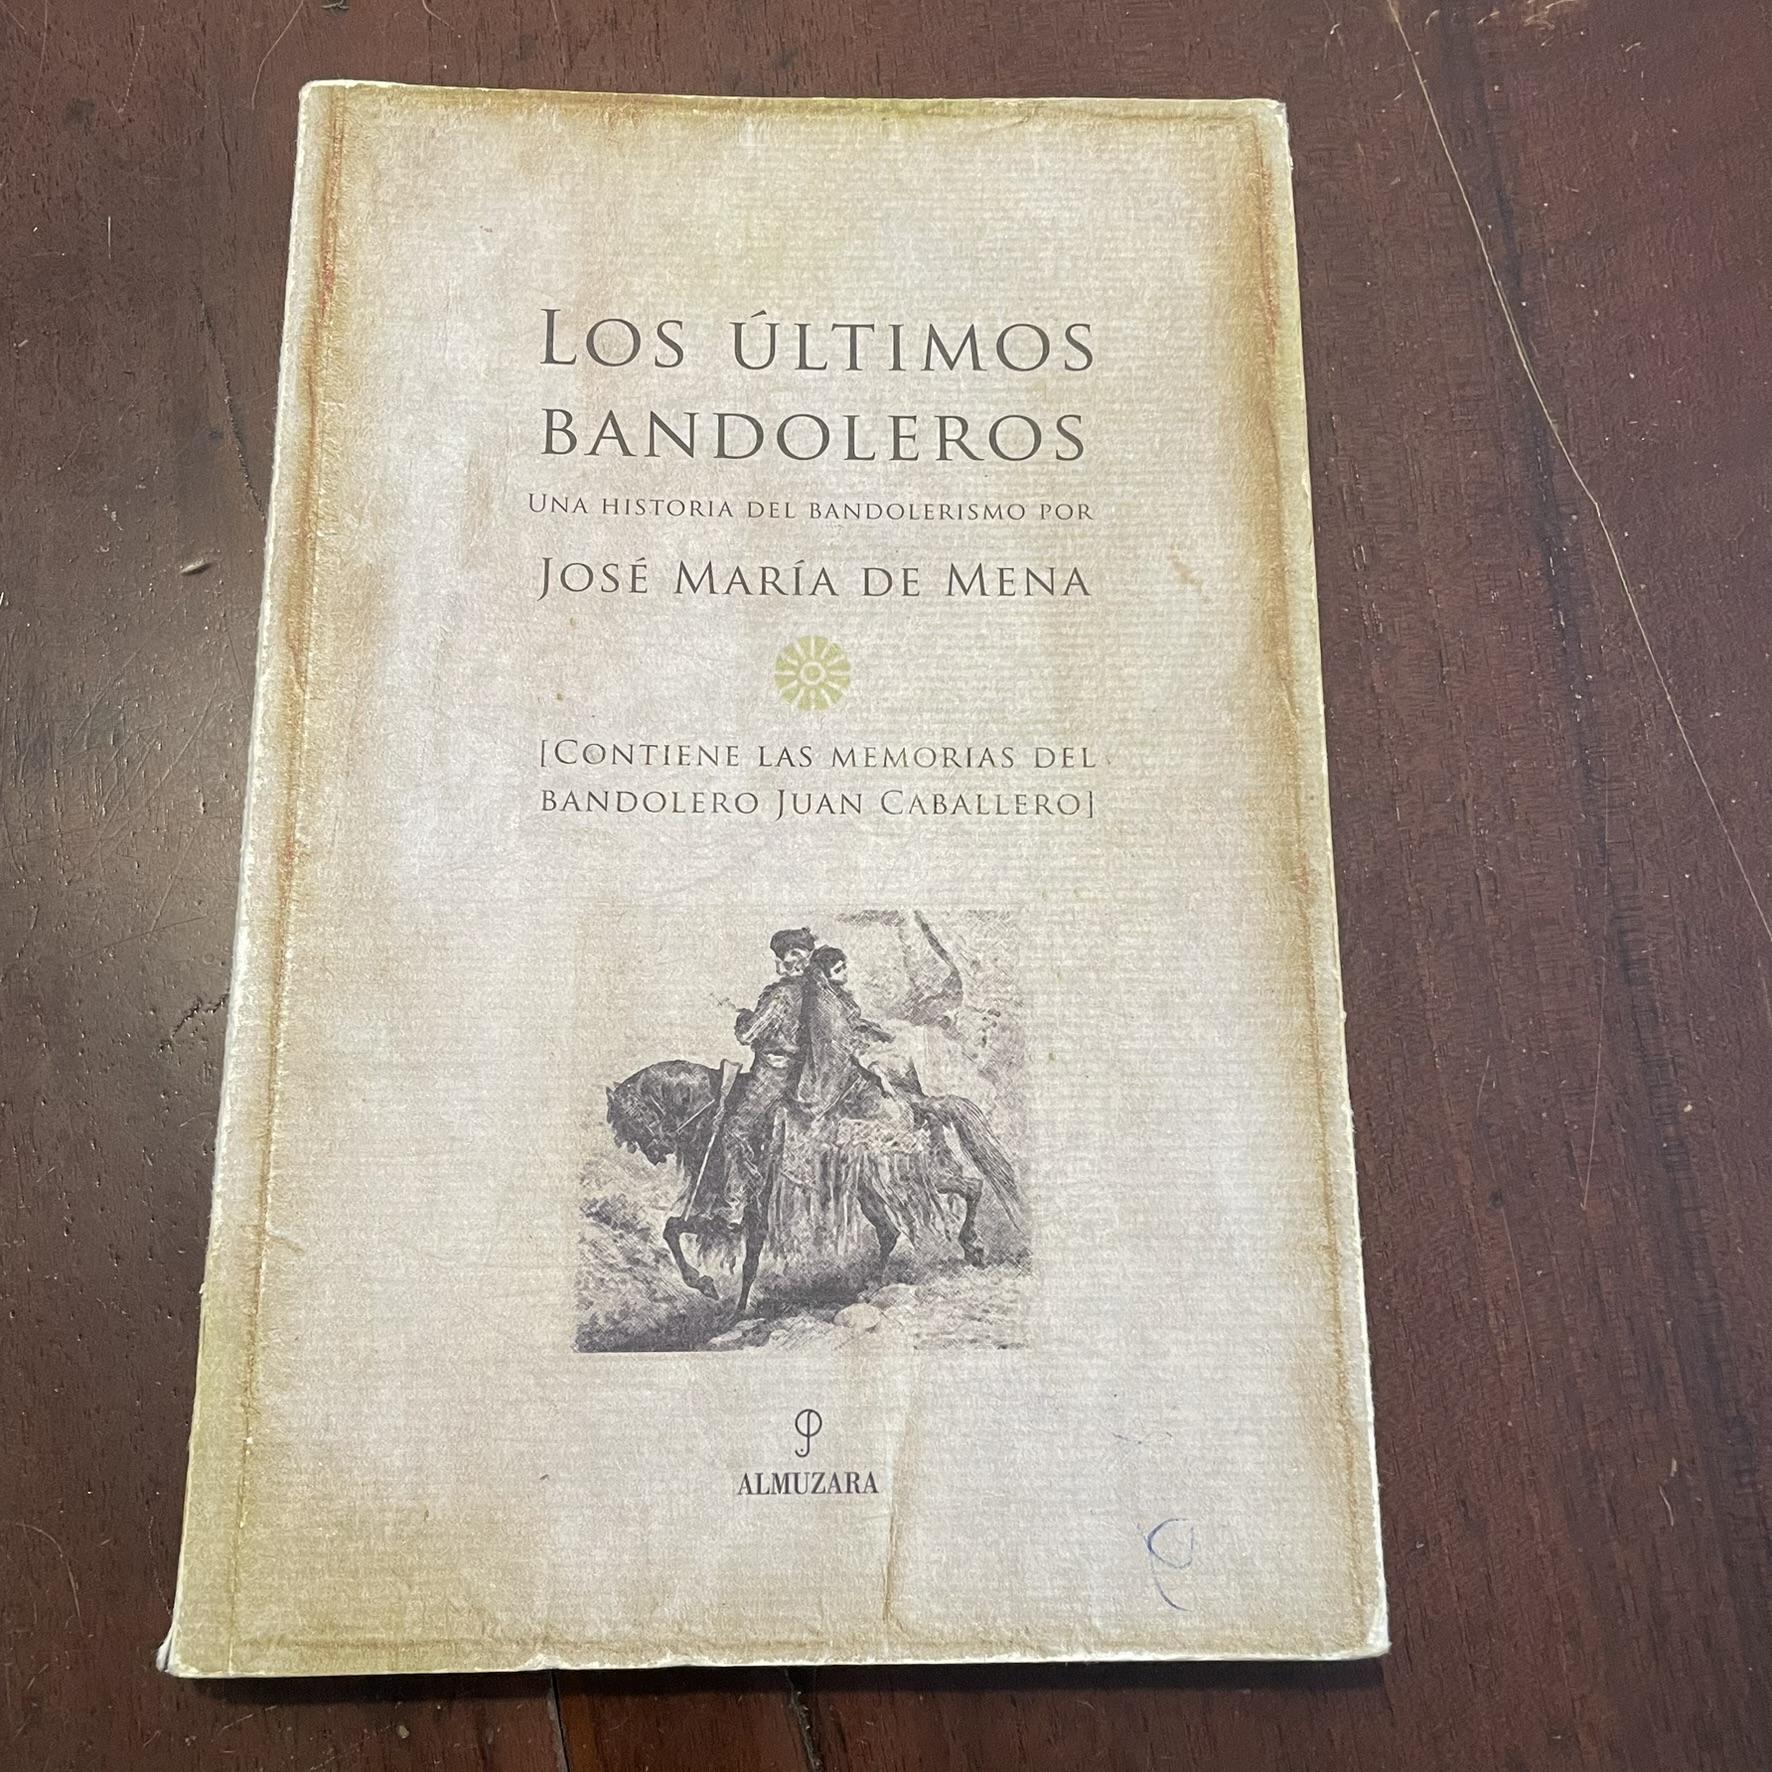 Los últimos
bandoleros
Una historia del bandolerismo por
José María de Mena
[Contiene las memorias del
bandolero Juan Caballero]
ALMUZARA